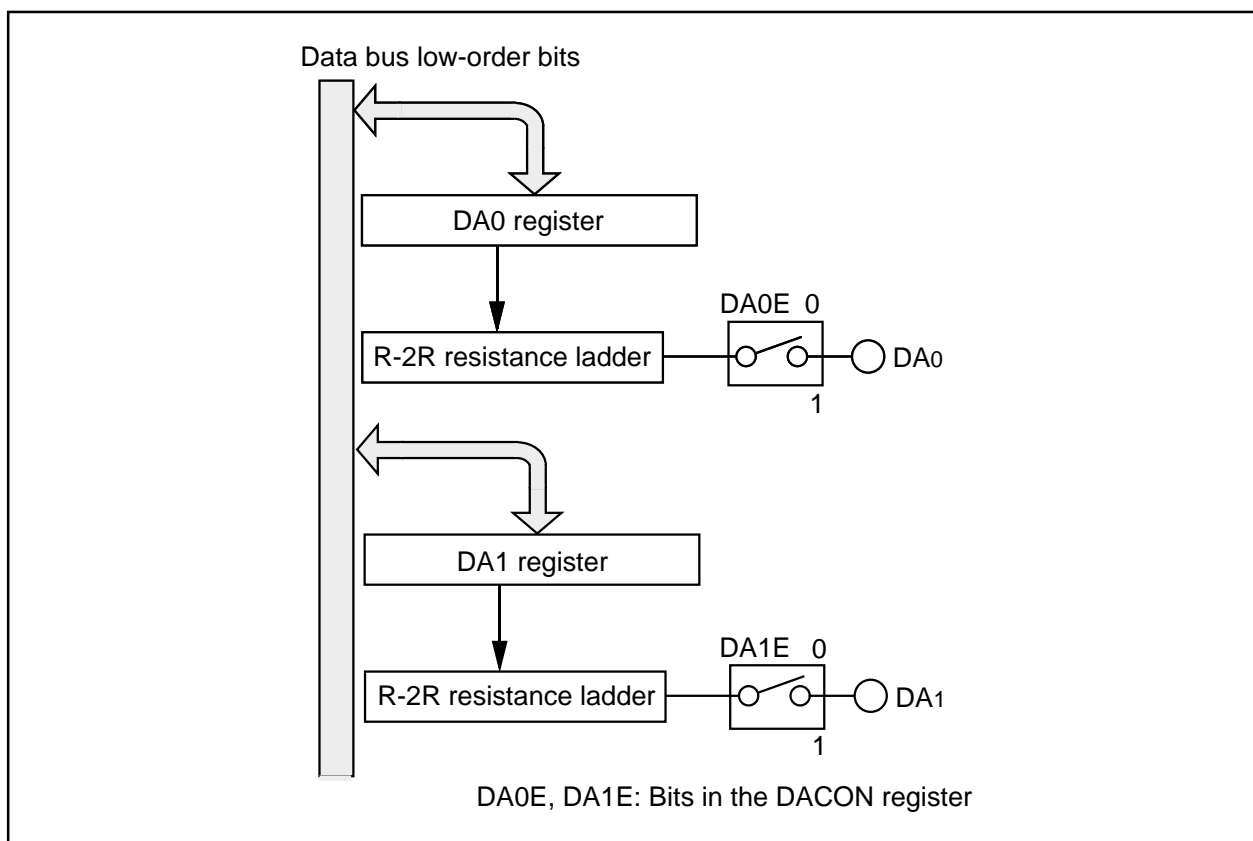 Data bus low-order bits
DA0 register
DA0E 0
R-2R resistance ladder
DA0
1
DA1 register
DA1E 0
R-2R resistance ladder
DA1
1
DA0E, DA1E: Bits in the DACON register